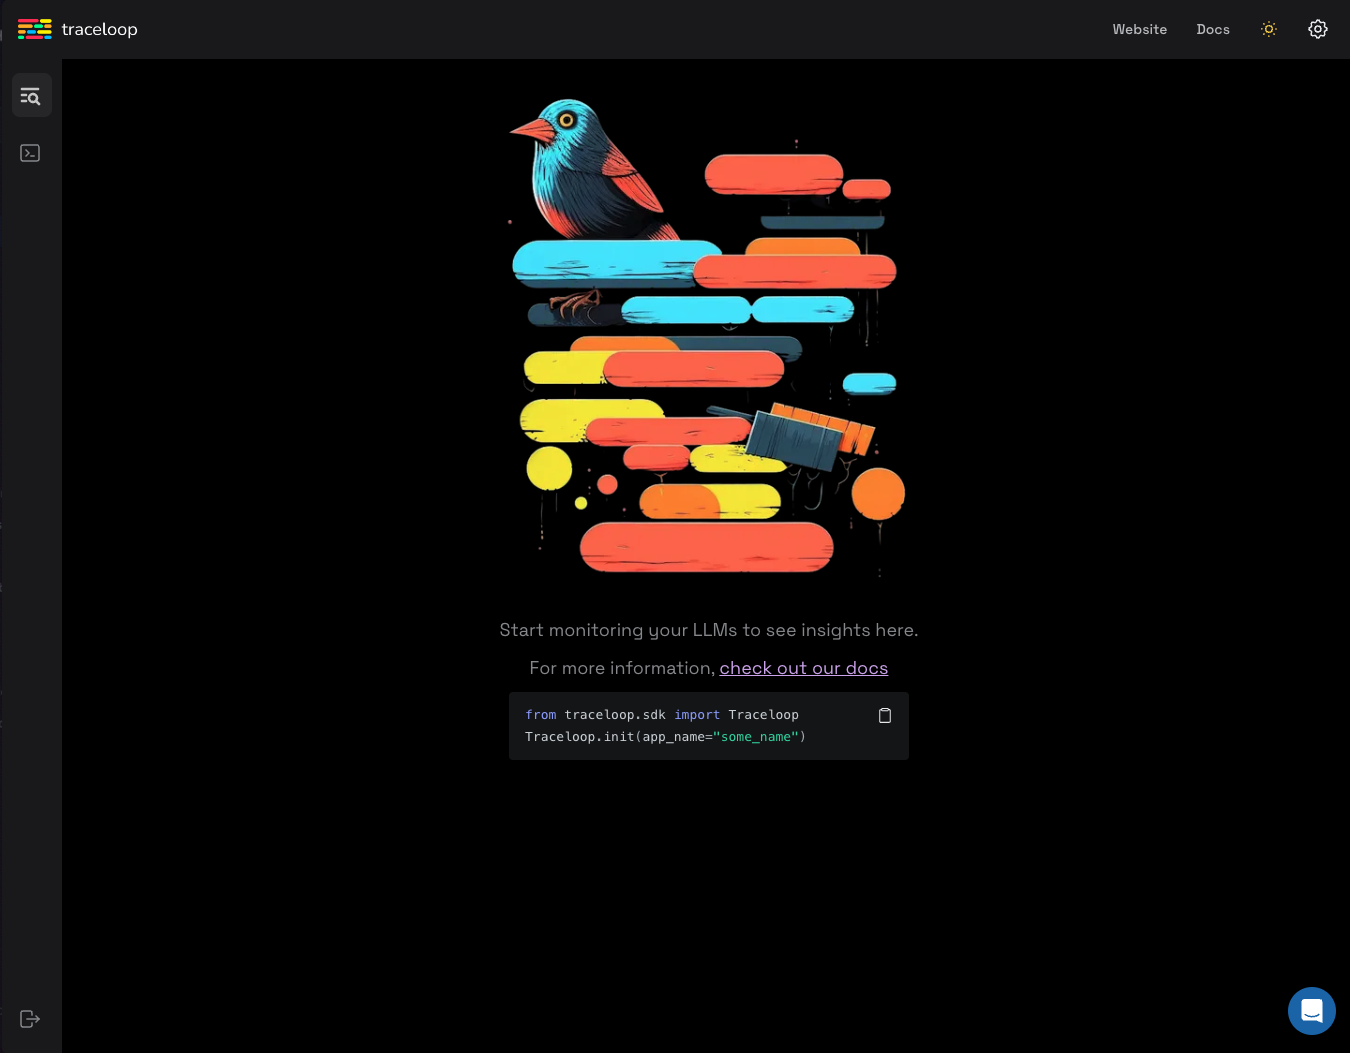 traceloop
Website
Docs
Start monitoring your LLMs to see insights here.
For more information, check out our docs
from traceloop.sdk import Traceloop
Traceloop.init(app_name="some_name")